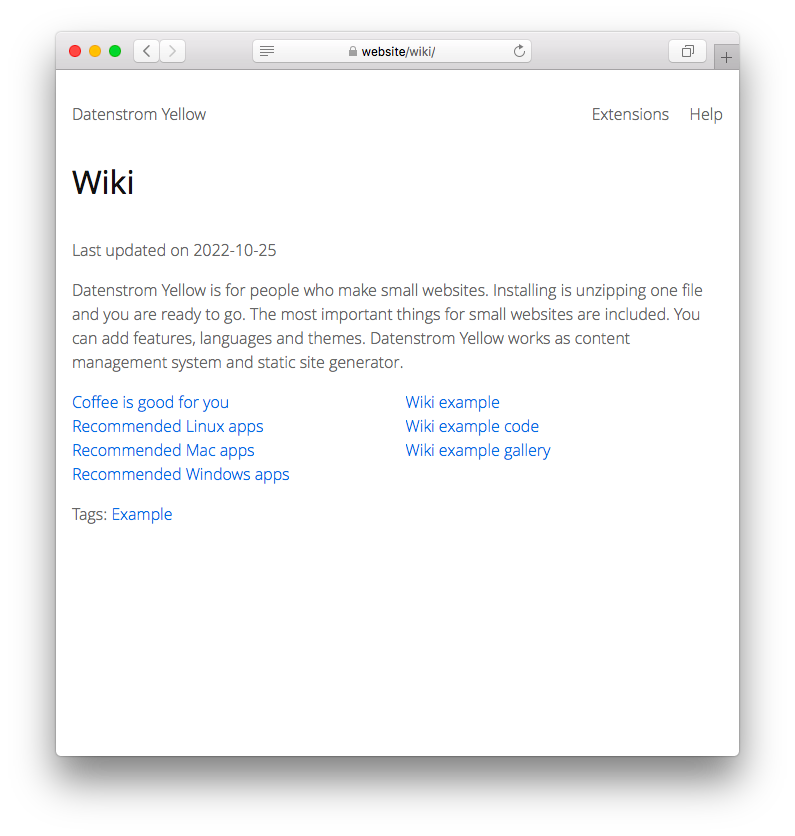 website/wiki/
Datenstrom Yellow
Extensions
Help
Wiki
Last updated on 2022-10-25
Datenstrom Yellow is for people who make small websites. Installing is unzipping one file
and you are ready to go. The most important things for small websites are included. You
can add features, languages and themes. Datenstrom Yellow works as content
management system and static site generator.
Coffee is good for you
Recommended Linux apps
Recommended Mac apps
Recommended Windows apps
Wiki example
Wiki example code
Wiki example gallery
Tags: Example